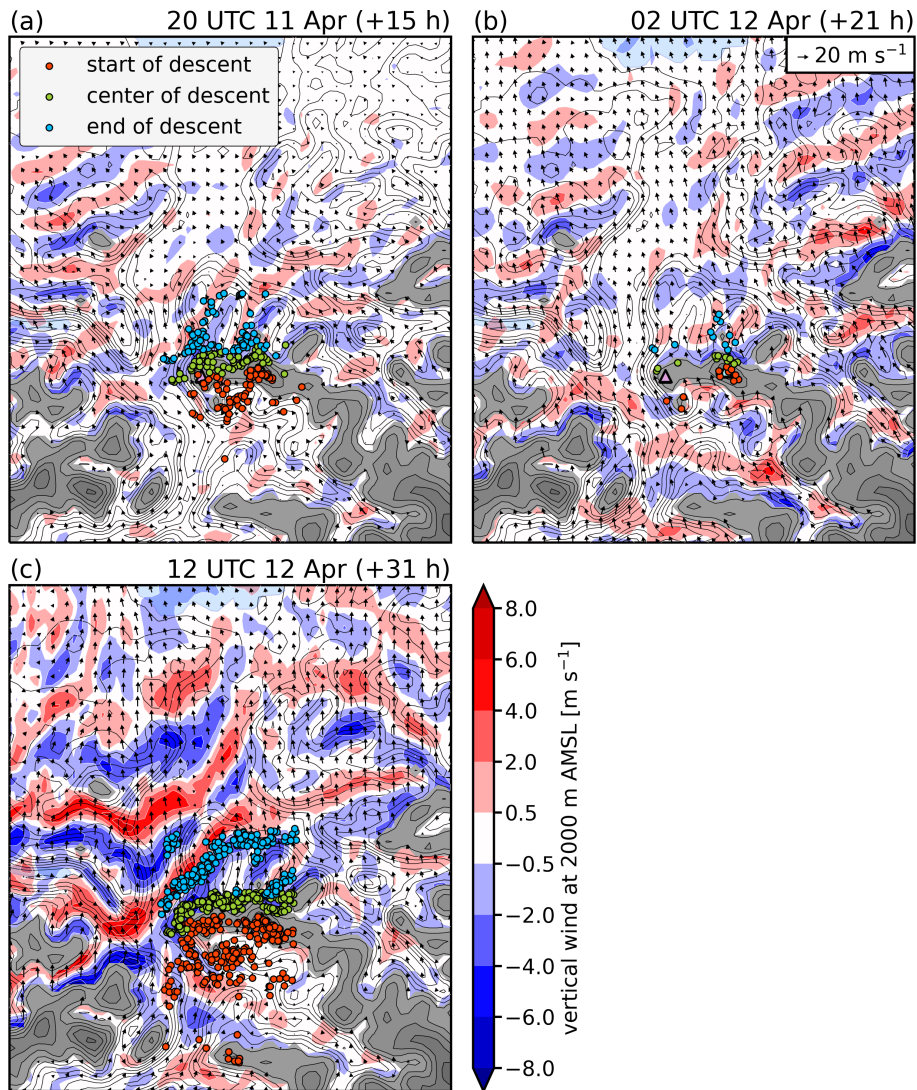 (a) 20 UTC 11 Apr (+15 h)
start of descent
center of descent
end of descent
(b) 02 UTC 12 Apr (+21 h)
→ 20 m s⁻¹
(c) 12 UTC 12 Apr (+31 h)
8.0
6.0
4.0
2.0
0.5
−0.5
−2.0
−4.0
−6.0
−8.0
vertical wind at 2000 m AMSL [m s⁻¹]